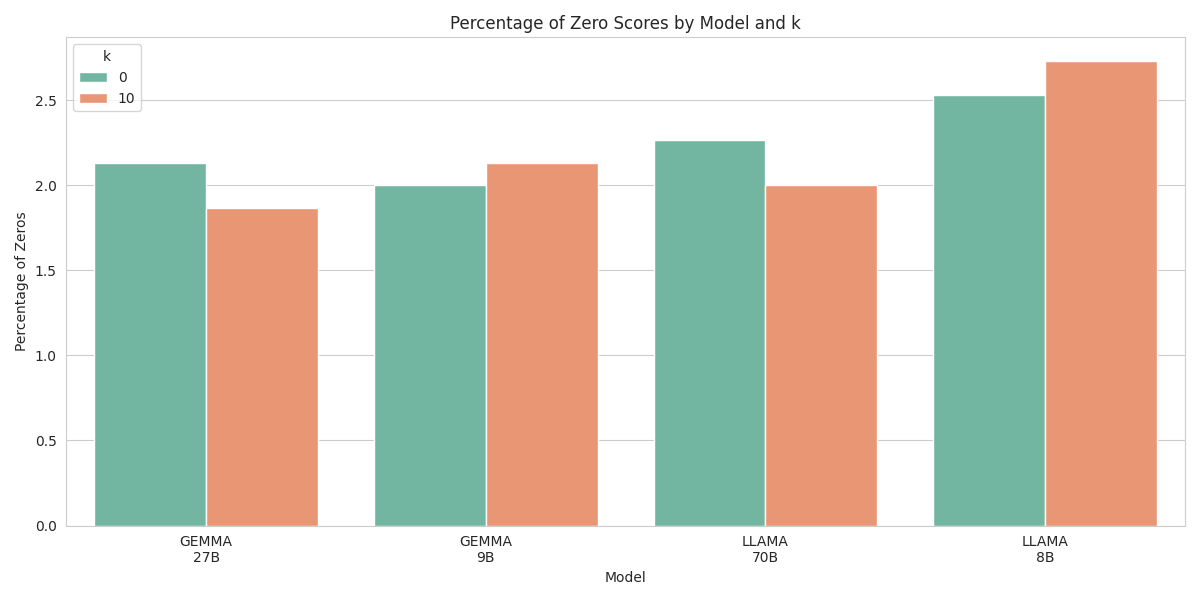 Percentage of Zero Scores by Model and k
k
0
10
Percentage of Zeros
2.5
2.0
1.5
1.0
0.5
0.0
GEMMA
27B
GEMMA
9B
LLAMA
70B
LLAMA
8B
Model